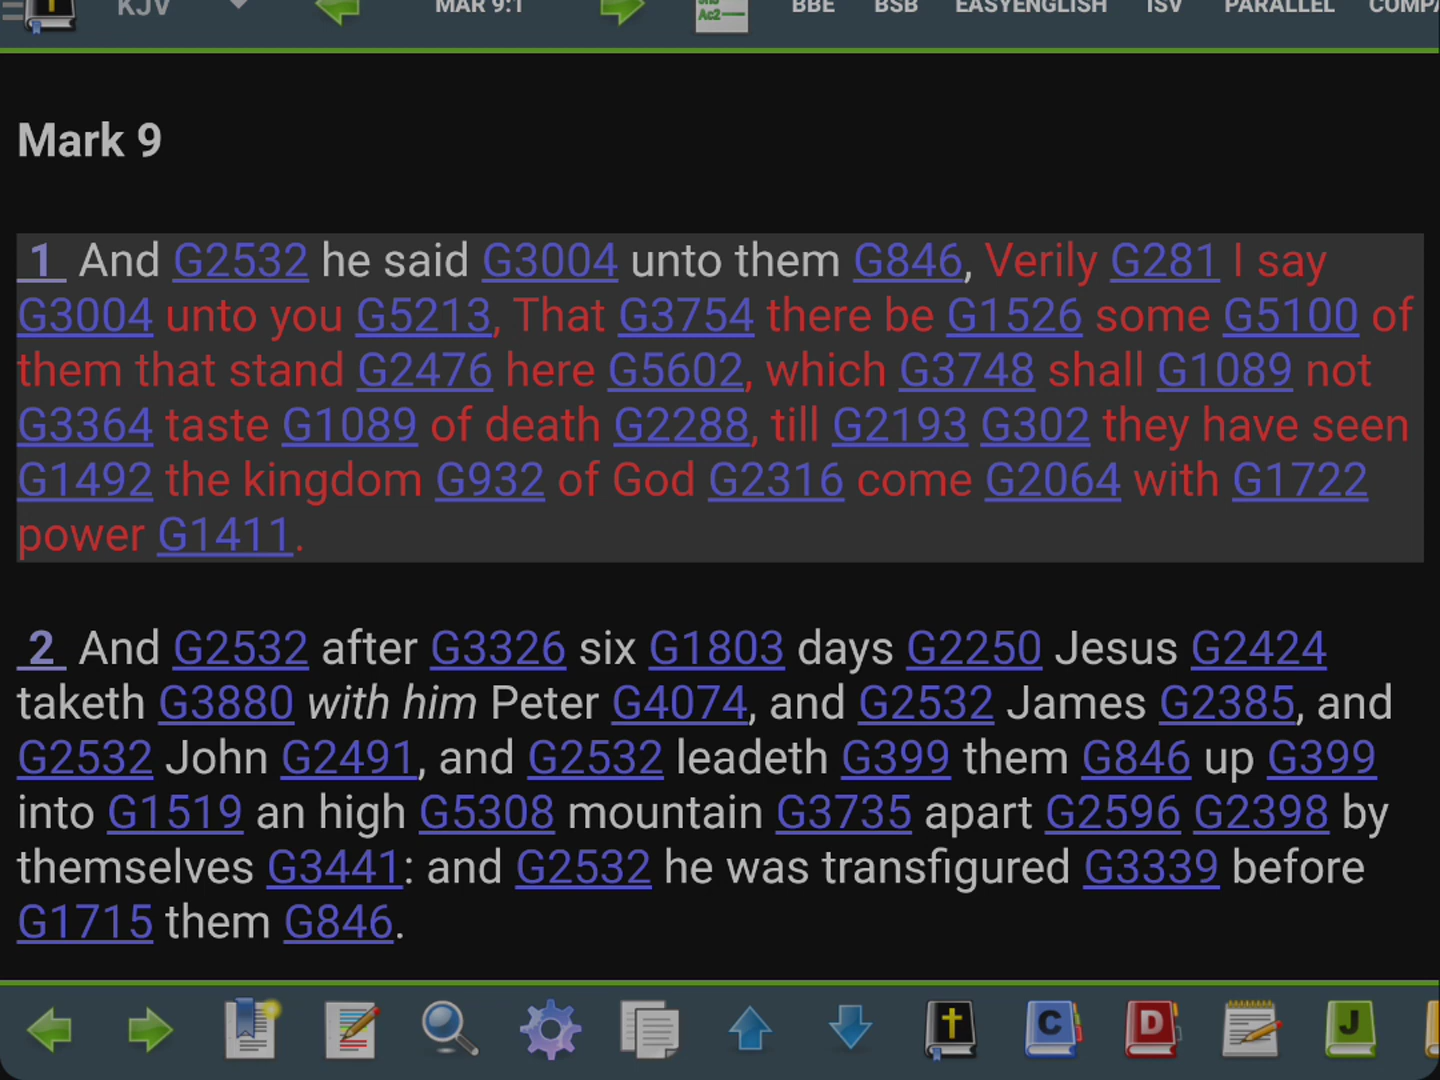 KJV MAR 9:1 Ac2 BBE BSB EASYENGLISH ISV PARALLEL
Mark 9
1 And G2532 he said G3004 unto them G846, Verily G281 I say
G3004 unto you G5213, That G3754 there be G1526 some G5100 of
them that stand G2476 here G5602, which G3748 shall G1089 not
G3364 taste G1089 of death G2288, till G2193 G302 they have seen
G1492 the kingdom G932 of God G2316 come G2064 with G1722
power G1411.
2 And G2532 after G3326 six G1803 days G2250 Jesus G2424
taketh G3880 with him Peter G4074, and G2532 James G2385, and
G2532 John G2491, and G2532 leadeth G399 them G846 up G399
into G1519 an high G5308 mountain G3735 apart G2596 G2398 by
themselves G3441: and G2532 he was transfigured G3339 before
G1715 them G846.
C D J